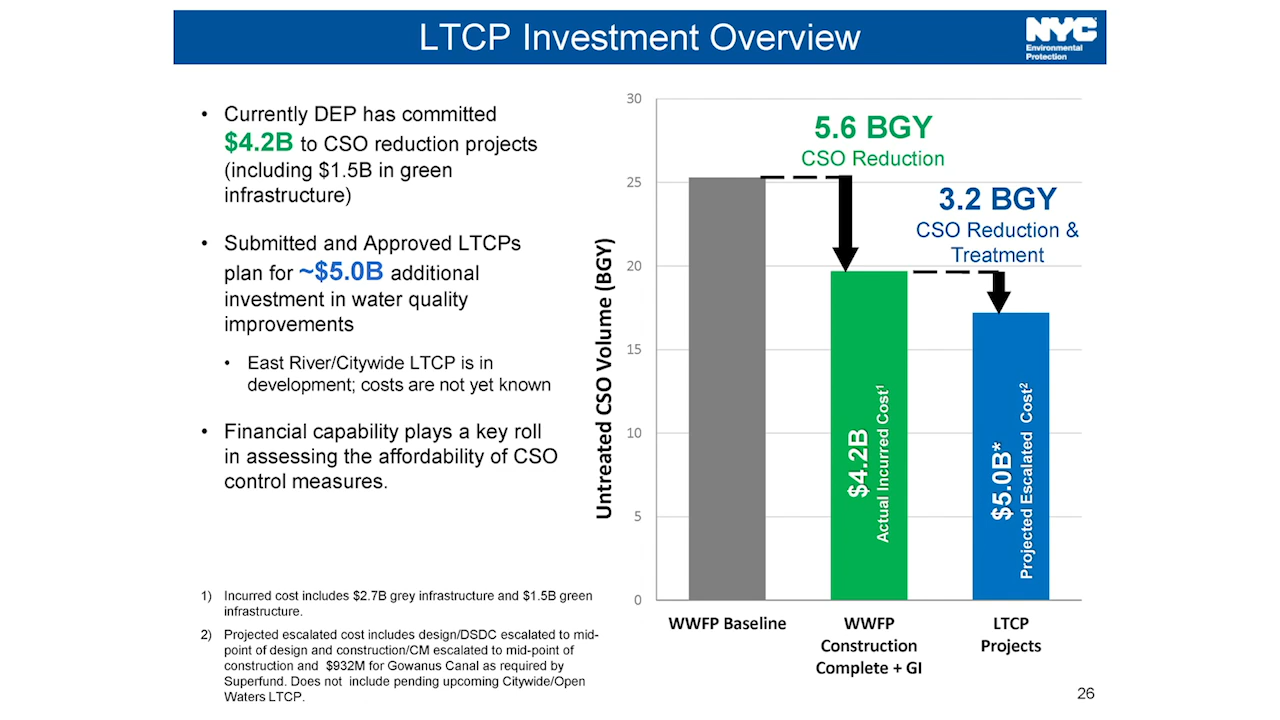 LTCP Investment Overview
NYC
Environmental
Protection
• Currently DEP has committed
$4.2B to CSO reduction projects
(including $1.5B in green
infrastructure)
• Submitted and Approved LTCPs
plan for ~$5.0B additional
investment in water quality
improvements
• East River/Citywide LTCP is in
development; costs are not yet known
• Financial capability plays a key roll
in assessing the affordability of CSO
control measures.
1) Incurred cost includes $2.7B grey infrastructure and $1.5B green
infrastructure.
2) Projected escalated cost includes design/DSDC escalated to mid-
point of design and construction/CM escalated to mid-point of
construction and $932M for Gowanus Canal as required by
Superfund. Does not include pending upcoming Citywide/Open
Waters LTCP.
Untreated CSO Volume (BGY)
30
25
20
15
10
5
0
5.6 BGY
CSO Reduction
3.2 BGY
CSO Reduction &
Treatment
$4.2B
Actual Incurred Cost¹
$5.0B*
Projected Escalated Cost²
WWFP Baseline
WWFP
Construction
Complete + GI
LTCP
Projects
26